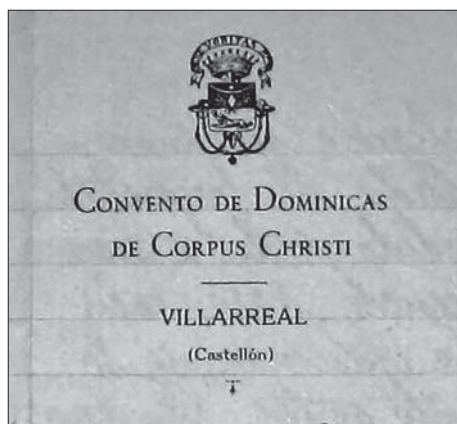 CONVENTO DE DOMINICAS
DE CORPUS CHRISTI
VILLARREAL
(Castellón)